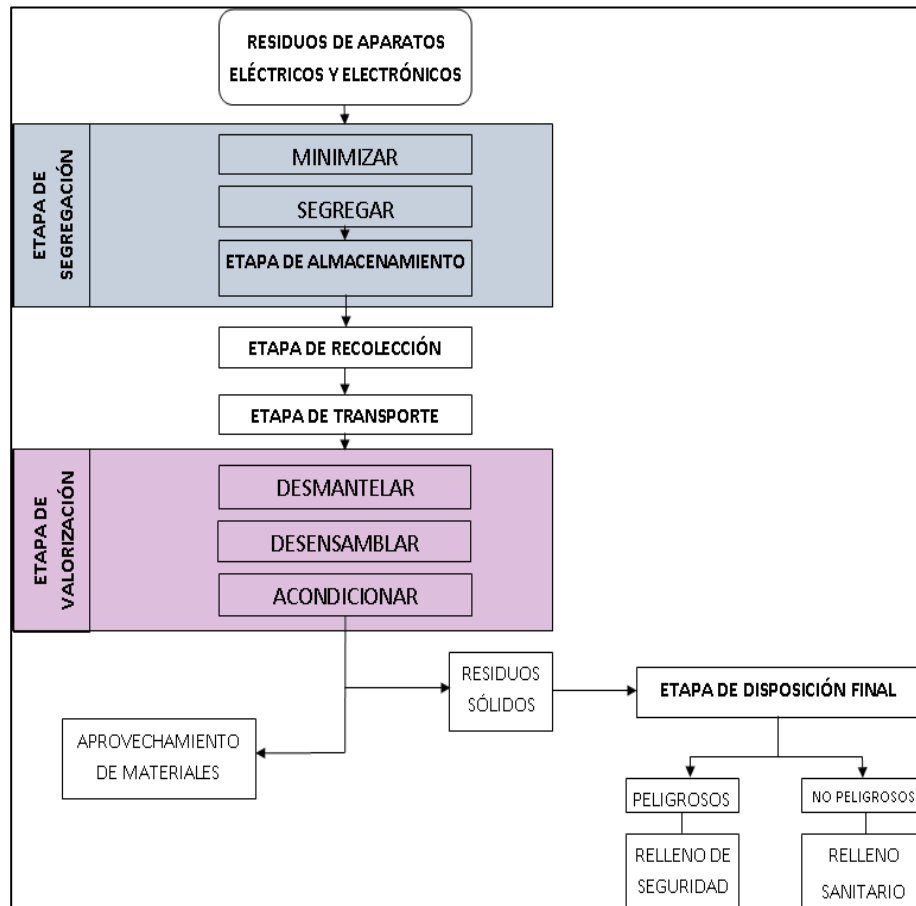 RESIDUOS DE APARATOS
ELÉCTRICOS Y ELECTRÓNICOS
ETAPA DE
SEGREGACIÓN
MINIMIZAR
SEGREGAR
ETAPA DE ALMACENAMIENTO
ETAPA DE RECOLECCIÓN
ETAPA DE TRANSPORTE
ETAPA DE
VALORIZACIÓN
DESMANTELAR
DESENSAMBLAR
ACONDICIONAR
RESIDUOS
SÓLIDOS
ETAPA DE DISPOSICIÓN FINAL
APROVECHAMIENTO
DE MATERIALES
PELIGROSOS
NO PELIGROSOS
RELLENO DE
SEGURIDAD
RELLENO
SANITARIO